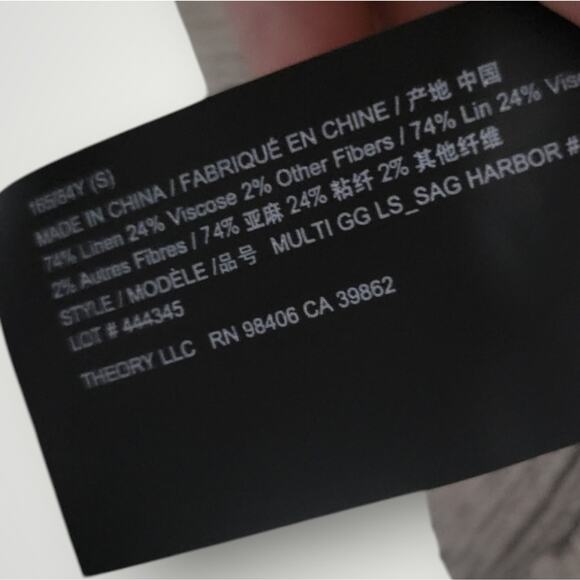 165/84Y (S)
MADE IN CHINA / FABRIQUÉ EN CHINE / 产地 中国
74% Linen 24% Viscose 2% Other Fibers / 74% Lin 24%
2% Autres Fibres / 74% 亚麻 24% 粘纤 2% 其他纤维
STYLE / MODÈLE /品号 MULTI GG LS_SAG HARBOR #
LOT # 444345
THEORY LLC RN 98406 CA 39862